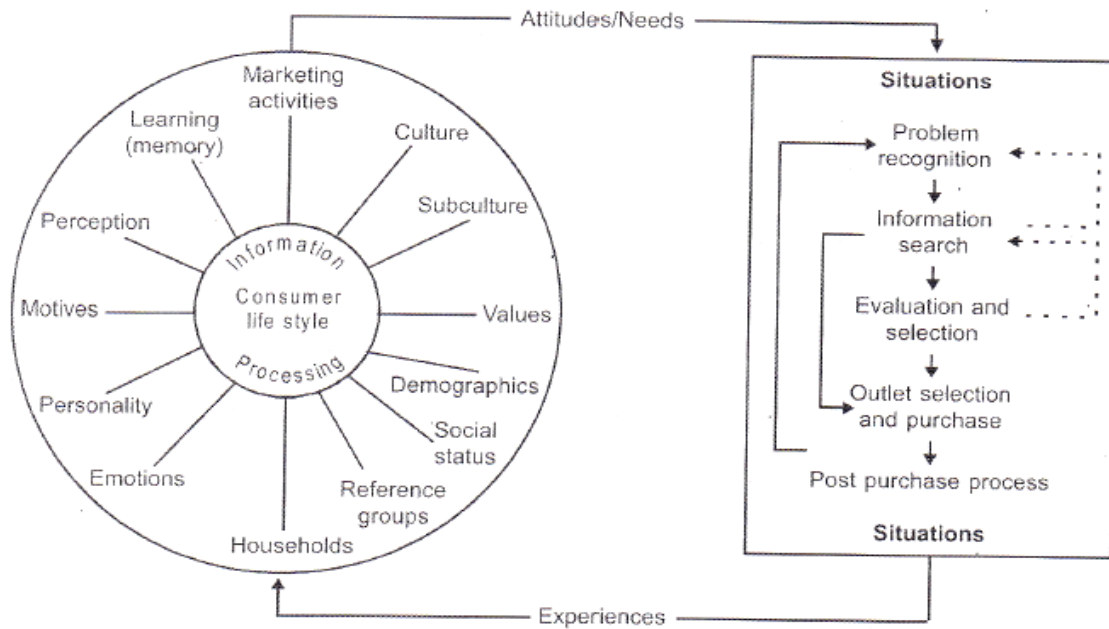 Attitudes/Needs
Marketing
activities
Learning
(memory)
Culture
Perception
Subculture
Information
Consumer
life style
Processing
Motives
Values
Personality
Demographics
Emotions
Social
status
Reference
groups
Households
Situations
Problem
recognition
Information
search
Evaluation and
selection
Outlet selection
and purchase
Post purchase process
Situations
Experiences